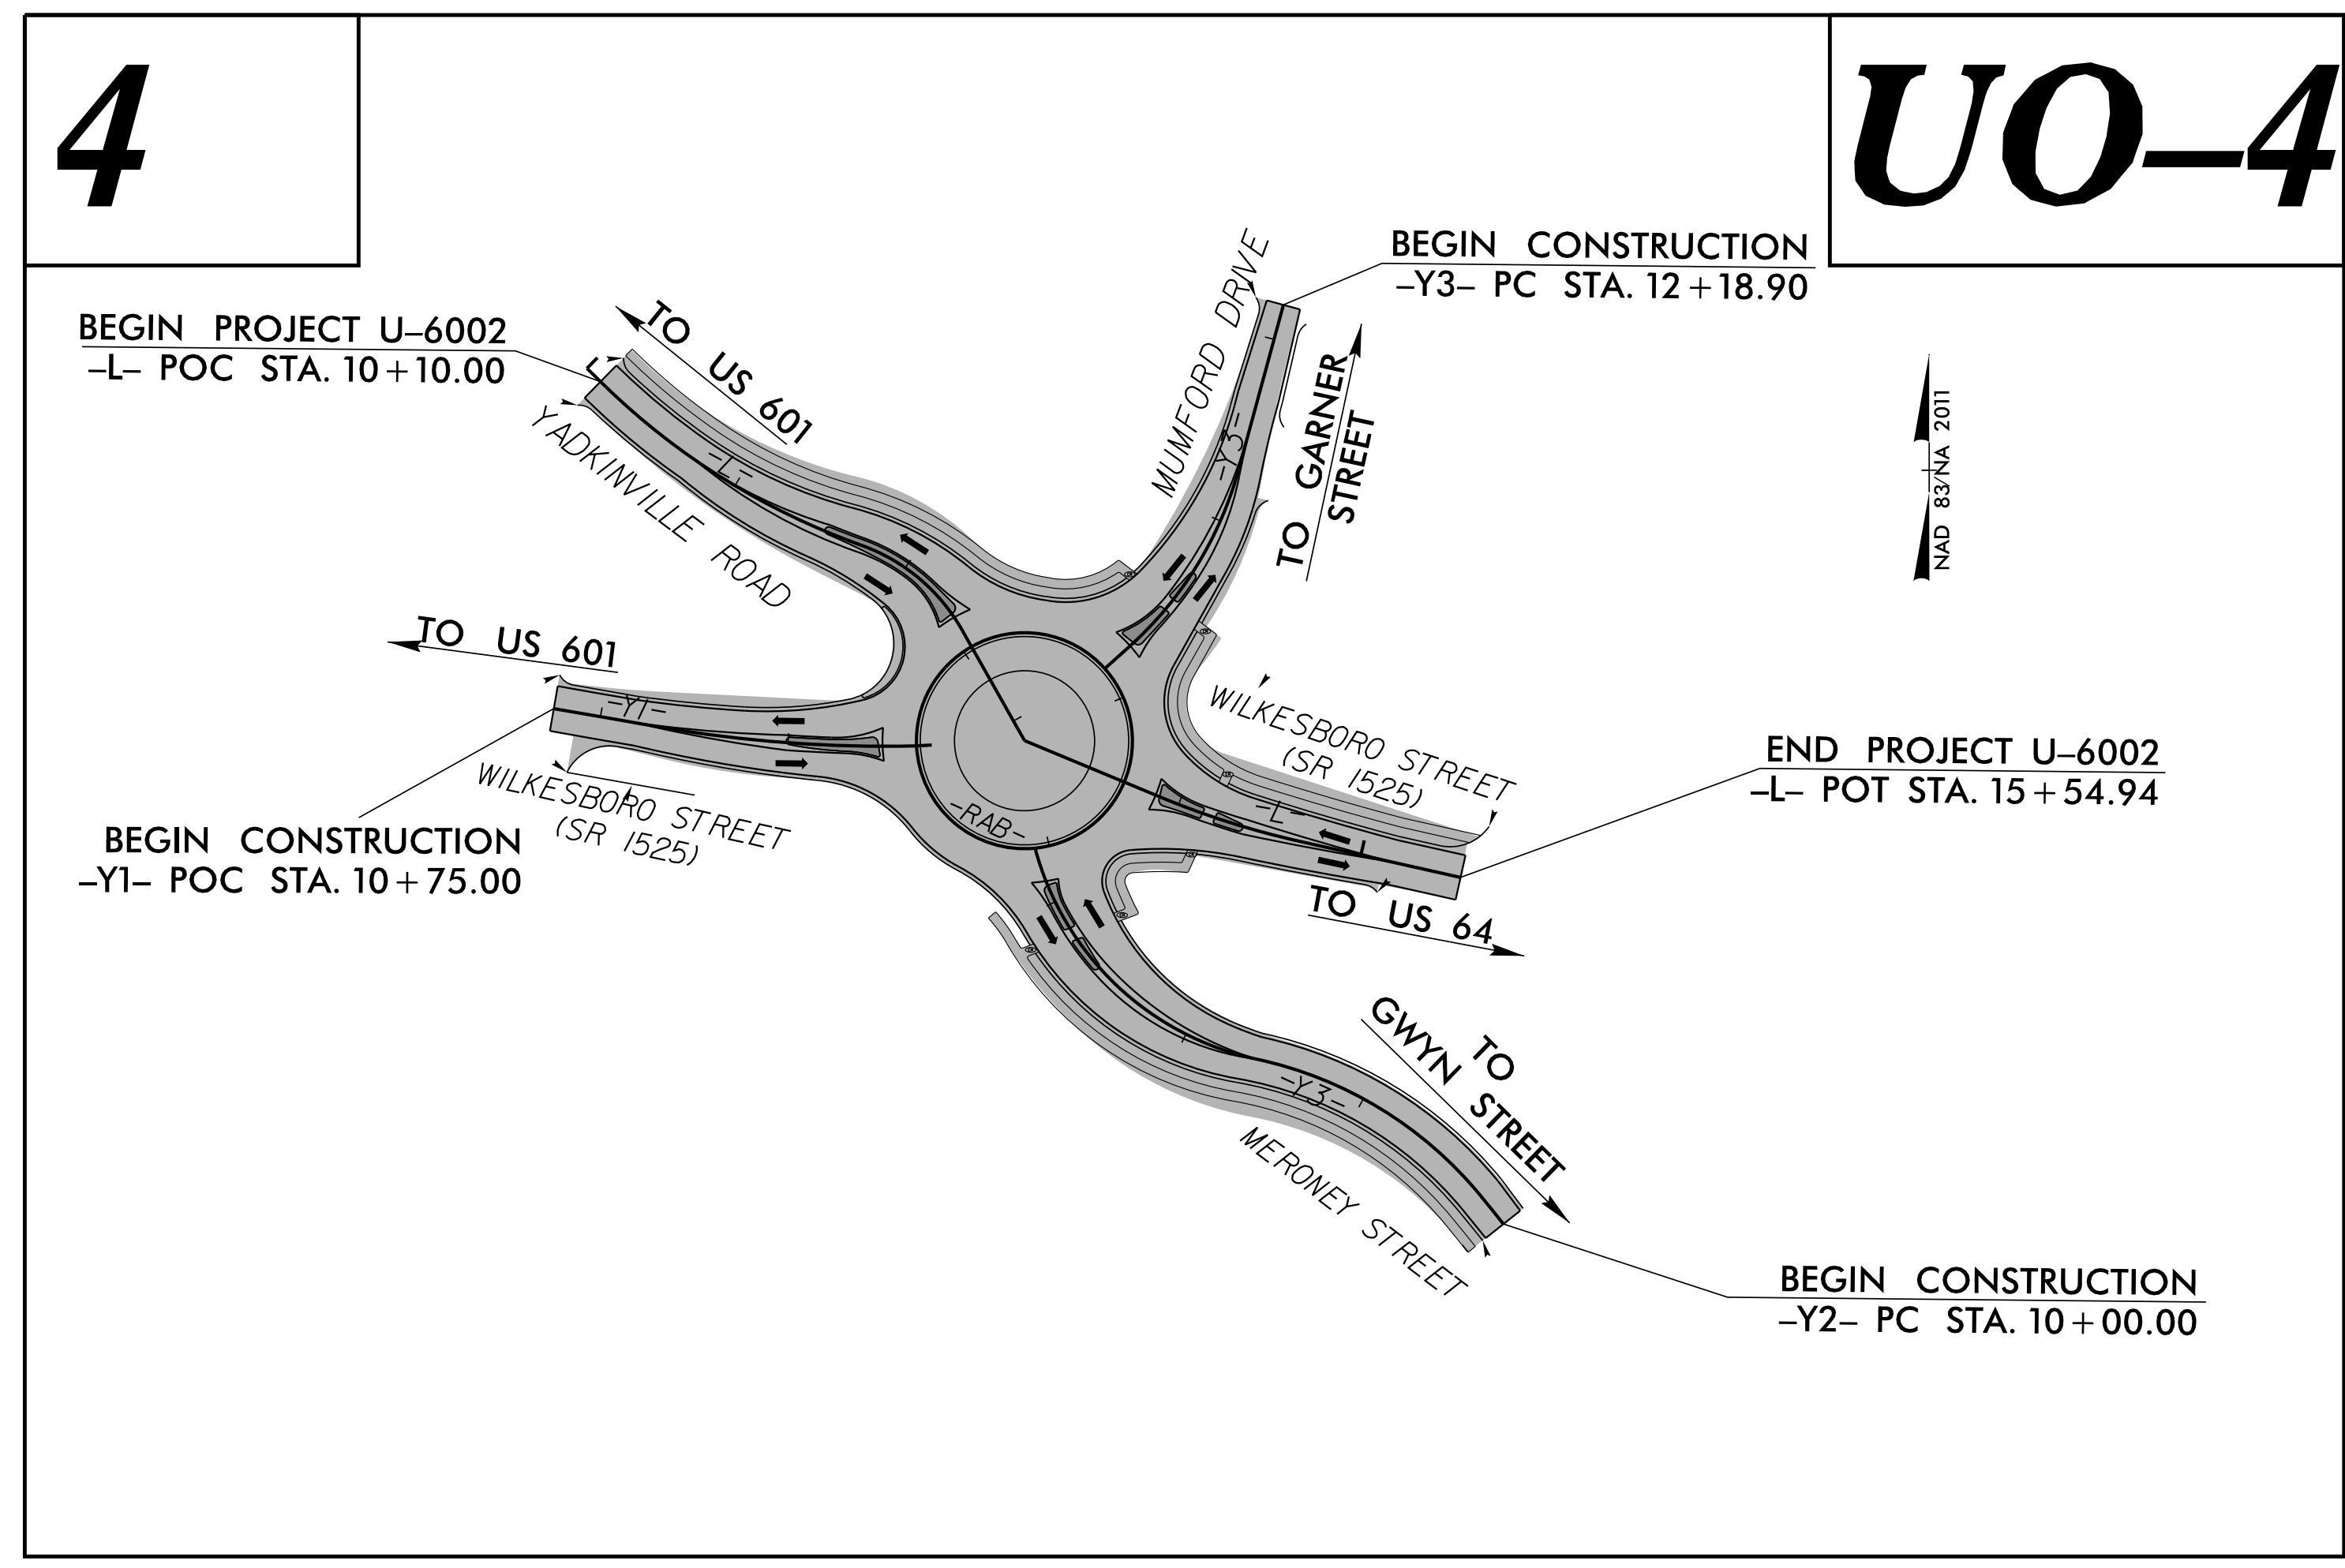 4
UO–4
BEGIN CONSTRUCTION
–Y3– PC STA. 12+18.90
BEGIN PROJECT U–6002
–L– POC STA. 10+10.00
L
TO US 601
YADKINVILLE ROAD
–L–
MUMFORD DRIVE
–Y3–
TO GARNER
STREET
NAD 83/NA 2011
TO US 601
–Y1–
WILKESBORO STREET
(SR 1525)
WILKESBORO STREET
(SR 1525)
BEGIN CONSTRUCTION
–Y1– POC STA. 10+75.00
–RAB–
–L–
END PROJECT U–6002
–L– POT STA. 15+54.94
TO US 64
TO
GWYN STREET
–Y3–
MERONEY STREET
BEGIN CONSTRUCTION
–Y2– PC STA. 10+00.00